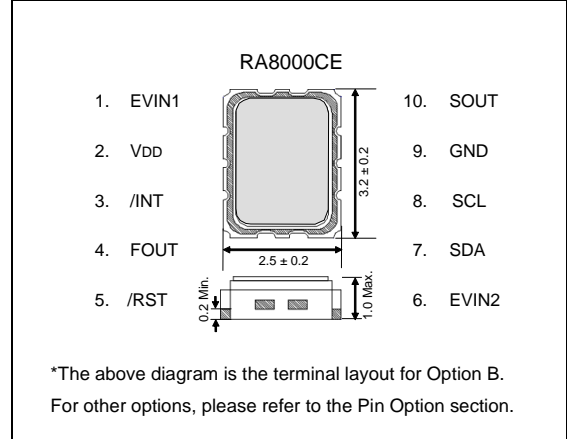 RA8000CE
1. EVIN1
2. VDD
3. /INT
4. FOUT
5. /RST
10. SOUT
9. GND
8. SCL
7. SDA
6. EVIN2
3.2 ± 0.2
2.5 ± 0.2
0.2 Min.
1.0 Max.
*The above diagram is the terminal layout for Option B.
For other options, please refer to the Pin Option section.